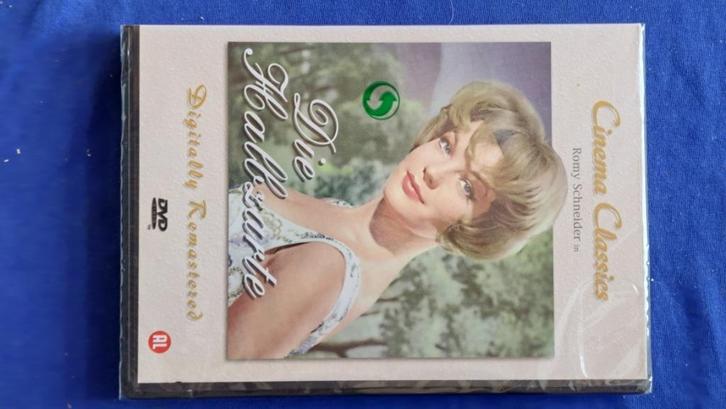 Cinema Classics
Romy Schneider in
Die
Halbzarte
Digitally Remastered
DVD
AL